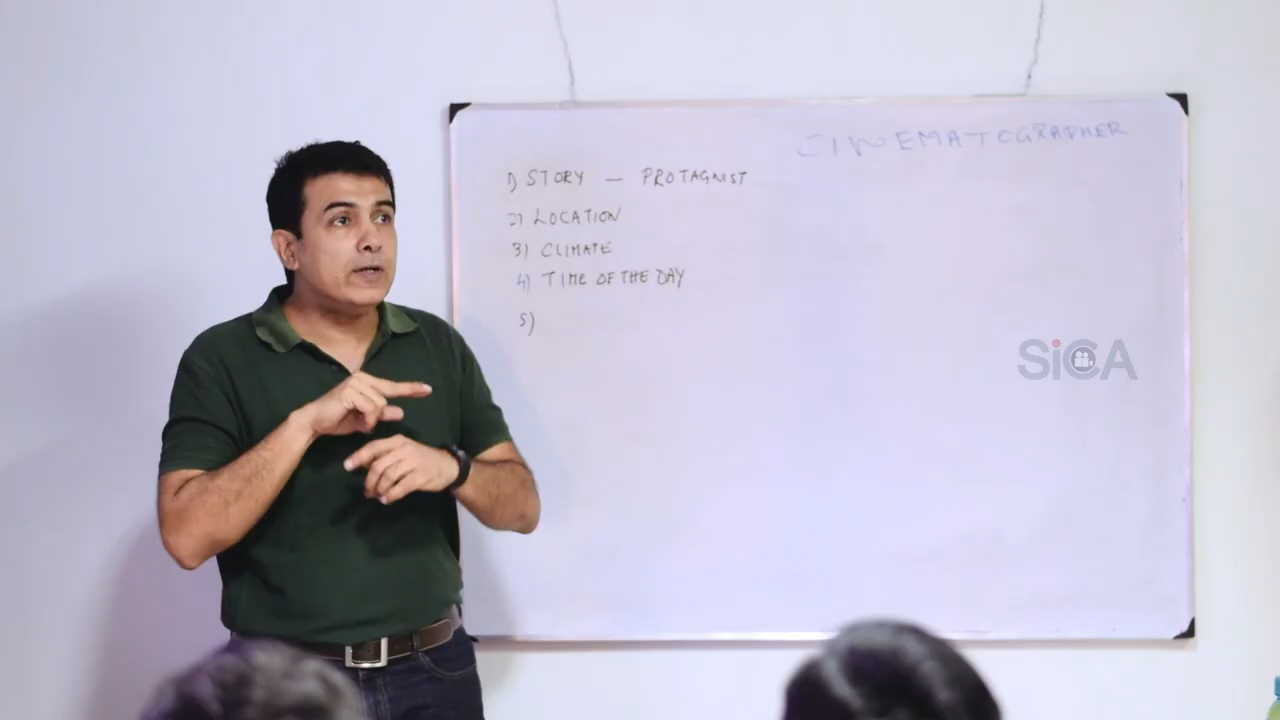 CINEMATOGRAPHER
1) STORY — PROTAGNIST
2) LOCATION
3) CLIMATE
4) TIME OF THE DAY
5)
SiCA